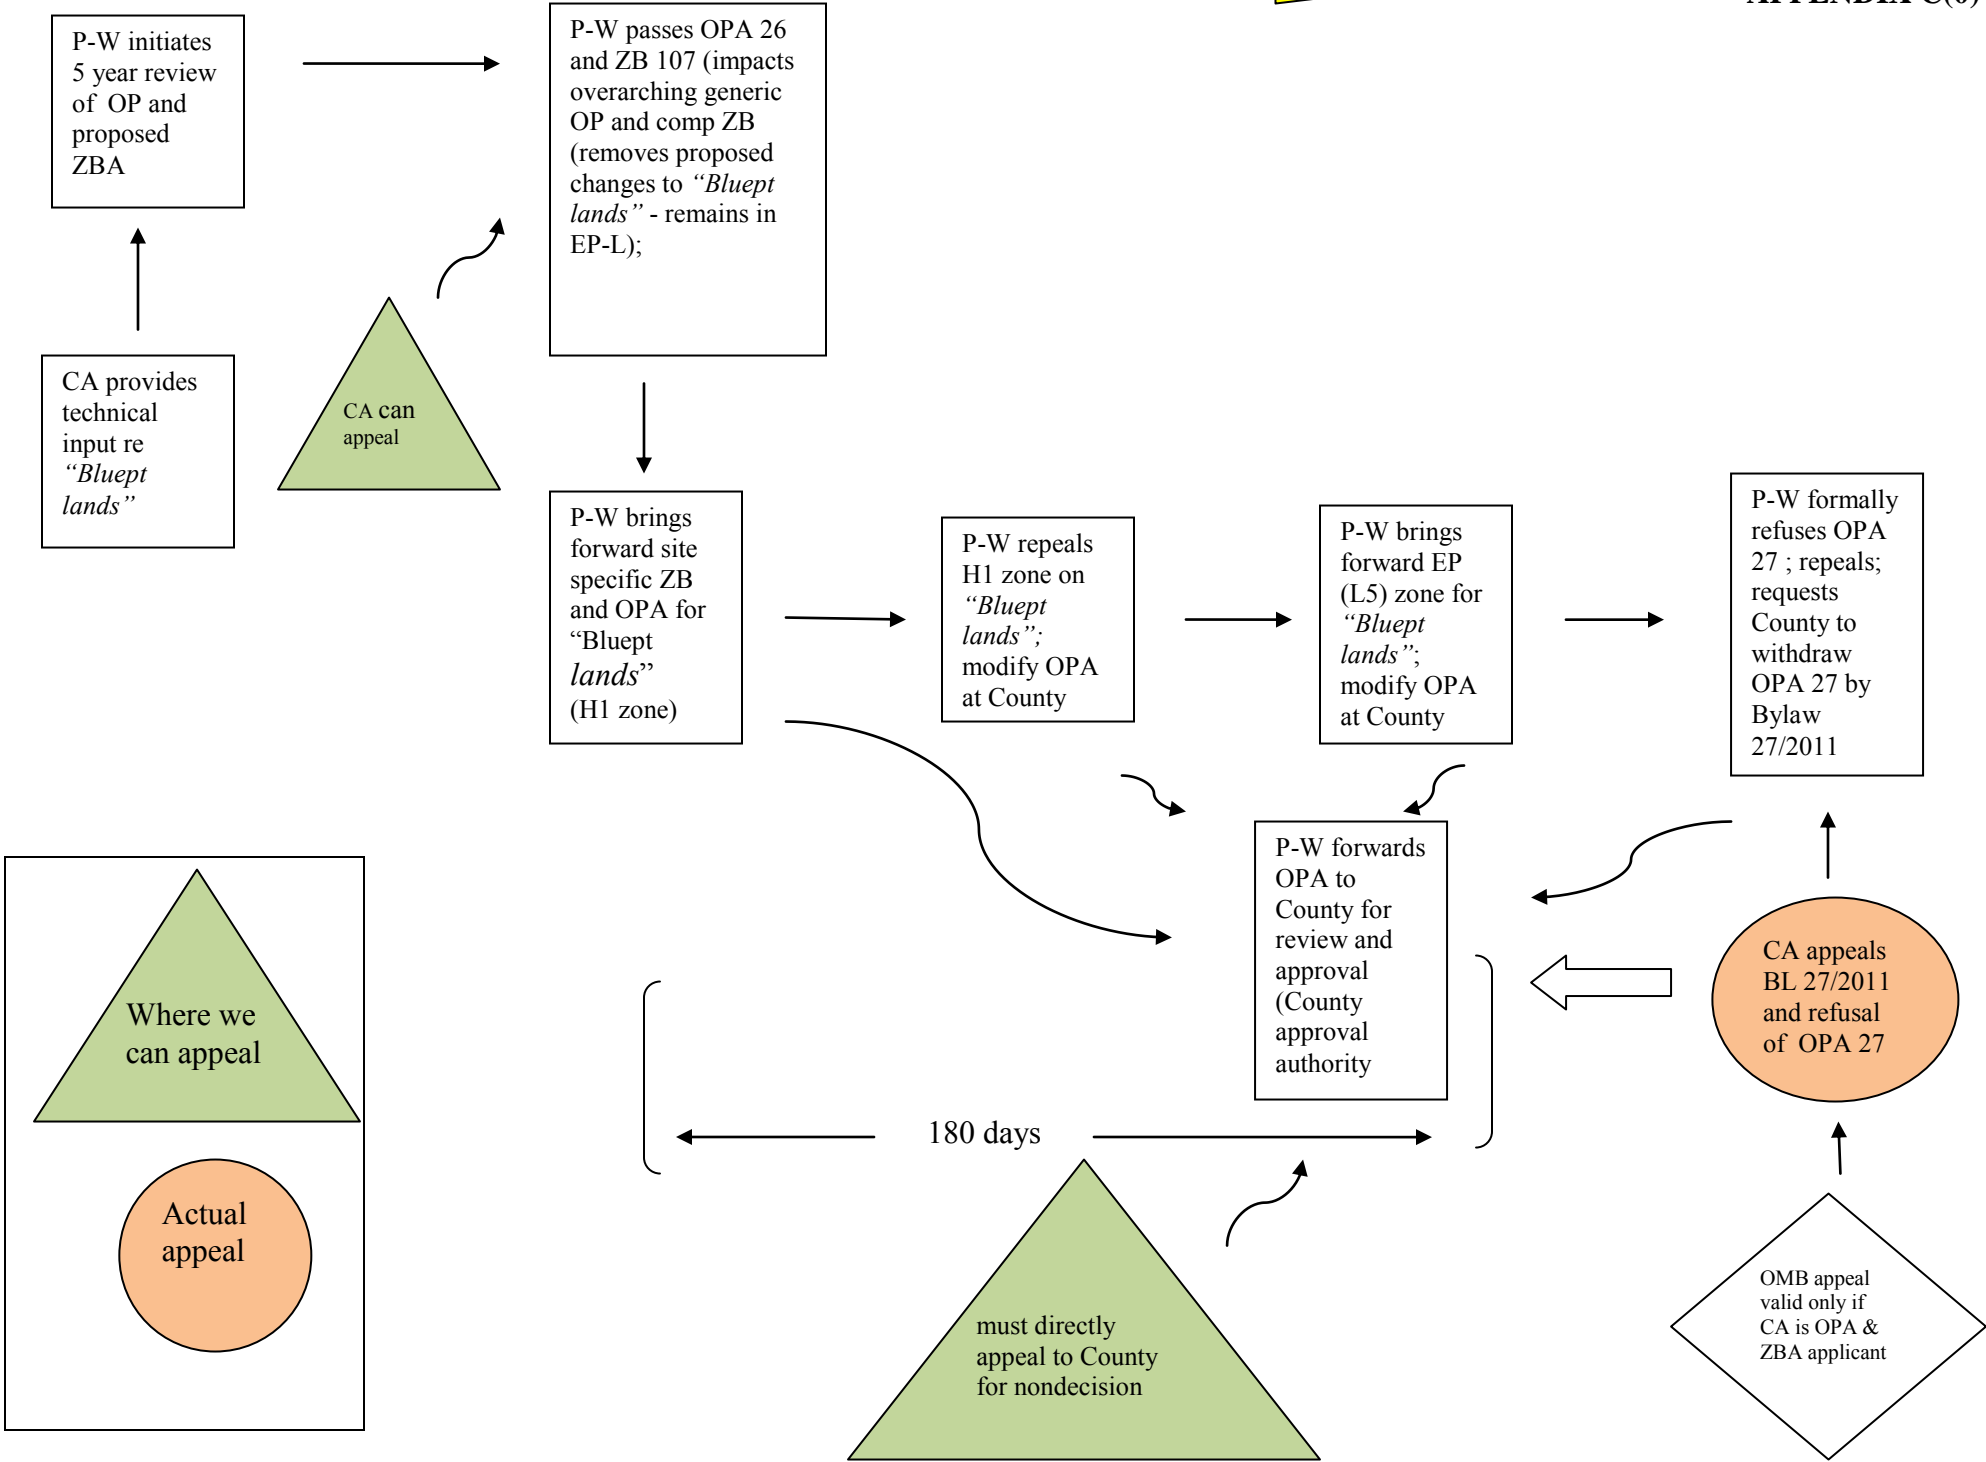 APPENDIX C(6)
P-W initiates
5 year review
of OP and
proposed
ZBA
P-W passes OPA 26
and ZB 107 (impacts
overarching generic
OP and comp ZB
(removes proposed
changes to “Bluept
lands” - remains in
EP-L);
CA provides
technical
input re
“Bluept
lands”
CA can
appeal
P-W brings
forward site
specific ZB
and OPA for
“Bluept
lands”
(H1 zone)
P-W repeals
H1 zone on
“Bluept
lands”;
modify OPA
at County
P-W brings
forward EP
(L5) zone for
“Bluept
lands”;
modify OPA
at County
P-W formally
refuses OPA
27 ; repeals;
requests
County to
withdraw
OPA 27 by
Bylaw
27/2011
P-W forwards
OPA to
County for
review and
approval
(County
approval
authority
CA appeals
BL 27/2011
and refusal
of OPA 27
Where we
can appeal
Actual
appeal
180 days
must directly
appeal to County
for nondecision
OMB appeal
valid only if
CA is OPA &
ZBA applicant